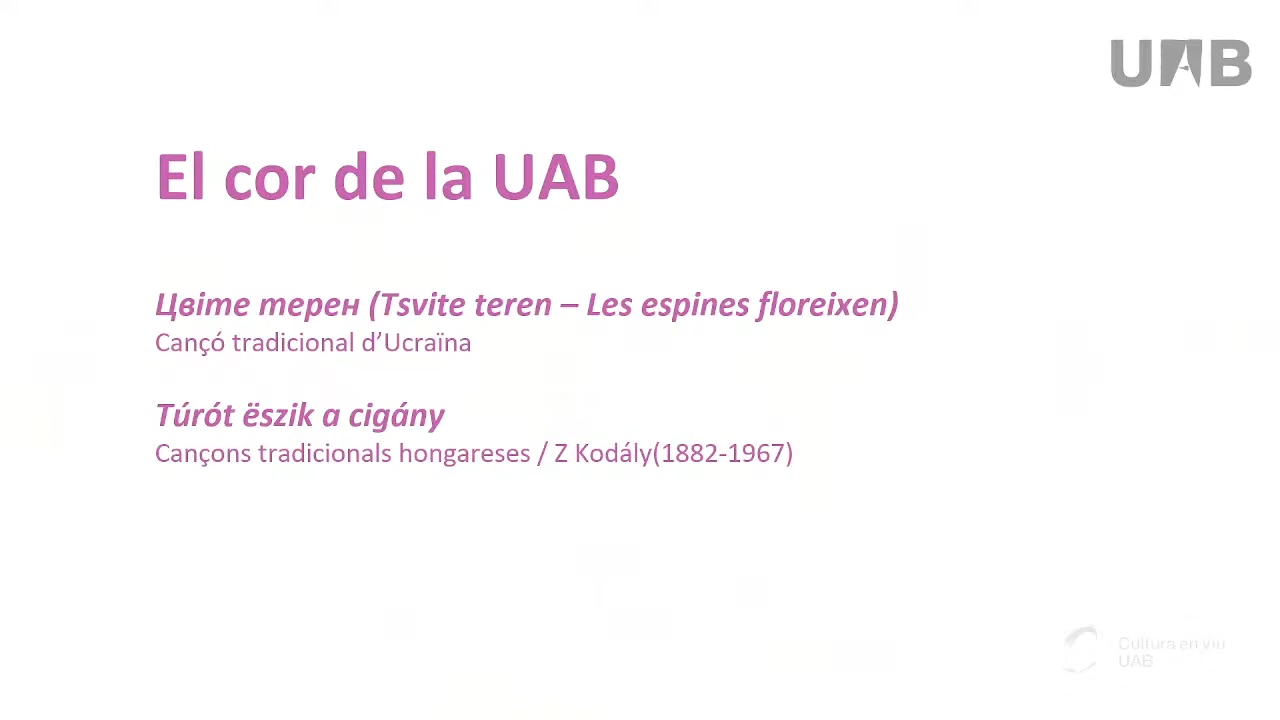 UAB
El cor de la UAB
Цвіте терен (Tsvite teren – Les espines floreixen)
Cançó tradicional d’Ucraïna
Túrót ëszik a cigány
Cançons tradicionals hongareses / Z Kodály(1882-1967)
Cultura en viu
UAB